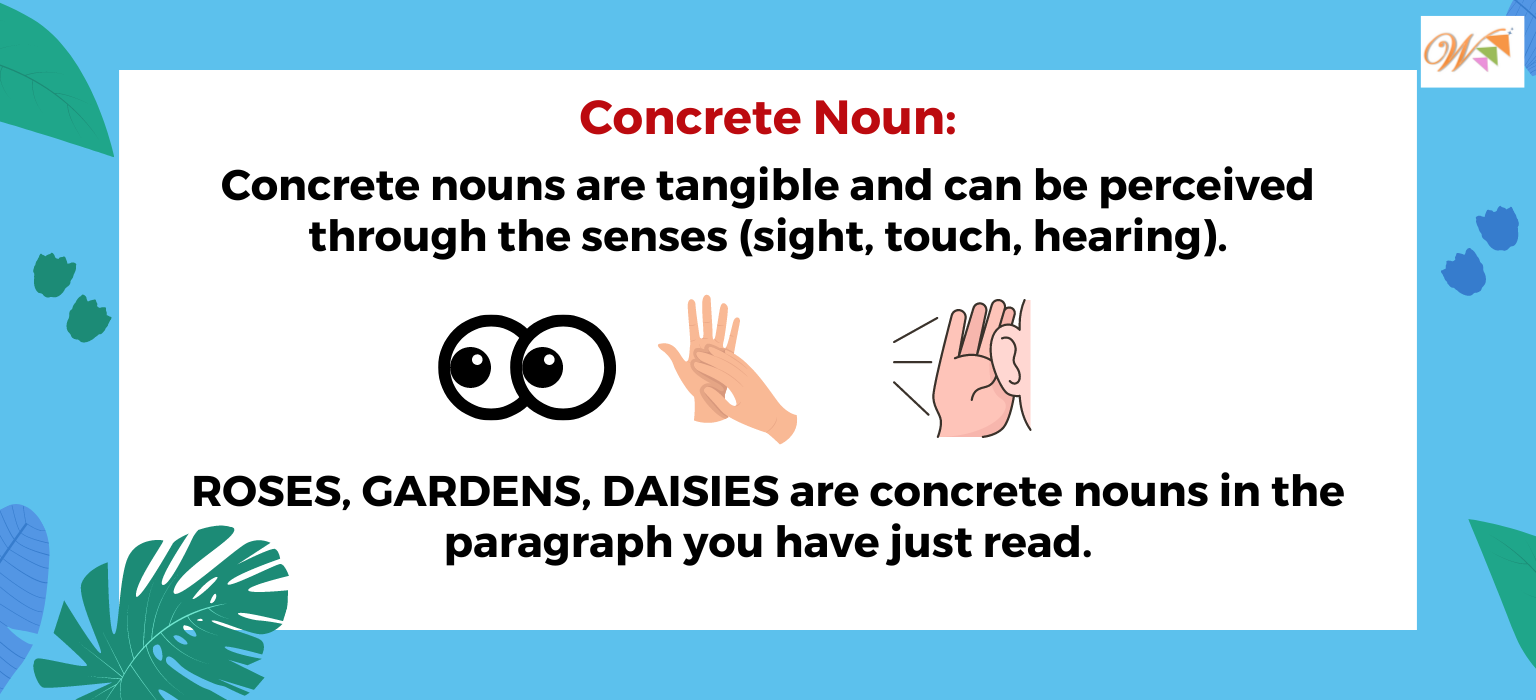 W
Concrete Noun:
Concrete nouns are tangible and can be perceived
through the senses (sight, touch, hearing).
ROSES, GARDENS, DAISIES are concrete nouns in the
paragraph you have just read.